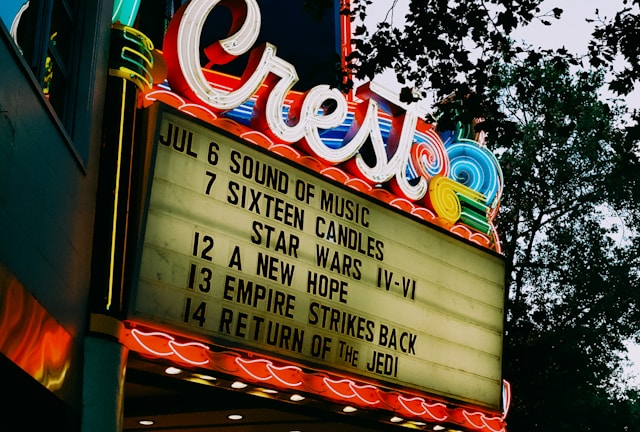 Crest
JUL 6 SOUND OF MUSIC
7 SIXTEEN CANDLES
STAR WARS IV-VI
12 A NEW HOPE
13 EMPIRE STRIKES BACK
14 RETURN OF THE JEDI